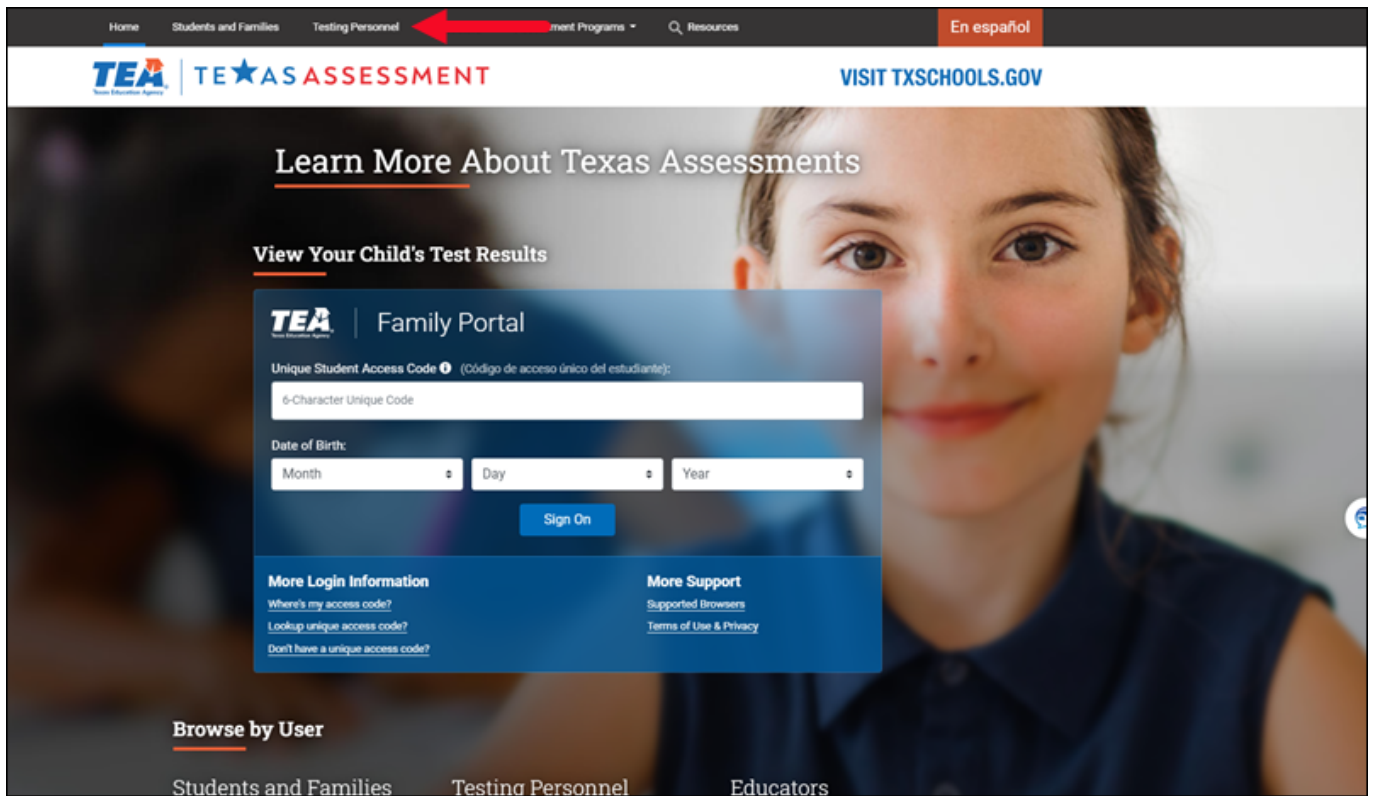 Home Students and Families Testing Personnel ment Programs Resources En español
TEA TEXAS ASSESSMENT VISIT TXSCHOOLS.GOV
Texas Education Agency
Learn More About Texas Assessments
View Your Child's Test Results
TEA Family Portal
Texas Education Agency
Unique Student Access Code (Código de acceso único del estudiante):
6-Character Unique Code
Date of Birth:
Month Day Year
Sign On
More Login Information More Support
Where's my access code? Supported Browsers
Lookup unique access code? Terms of Use & Privacy
Don't have a unique access code?
Browse by User
Students and Families Testing Personnel Educators